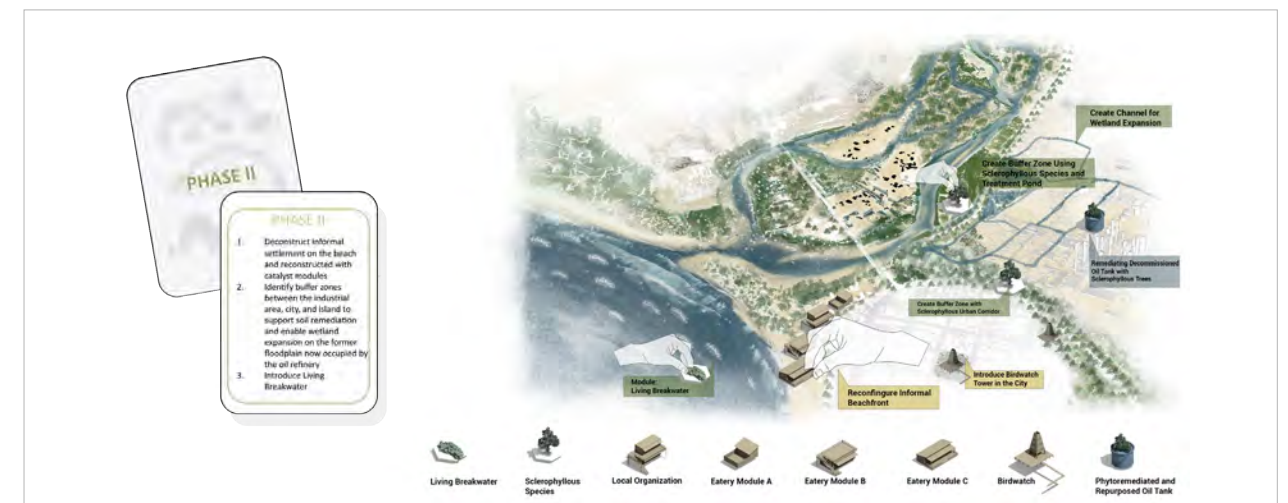 PHASE II
PHASE II
1. Deconstruct Informal
settlement on the beach
and reconstructed with
catalyst modules
2. Identify buffer zones
between the industrial
area, city, and island to
support soil remediation
and enable wetland
expansion on the former
floodplain now occupied by
the oil refinery
3. Introduce Living
Breakwater
Create Channel for
Wetland Expansion
Create Buffer Zone Using
Sclerophyllous Species and
Treatment Pond
Remediating Decommissioned
Oil Tank with
Sclerophyllous Trees
Create Buffer Zone with
Sclerophyllous Urban Corridor
Module:
Living Breakwater
Introduce Birdwatch
Tower in the City
Reconfingure Informal
Beachfront
Living Breakwater
Sclerophyllous
Species
Local Organization
Eatery Module A
Eatery Module B
Eatery Module C
Birdwatch
Phytoremediated and
Repurposed Oil Tank